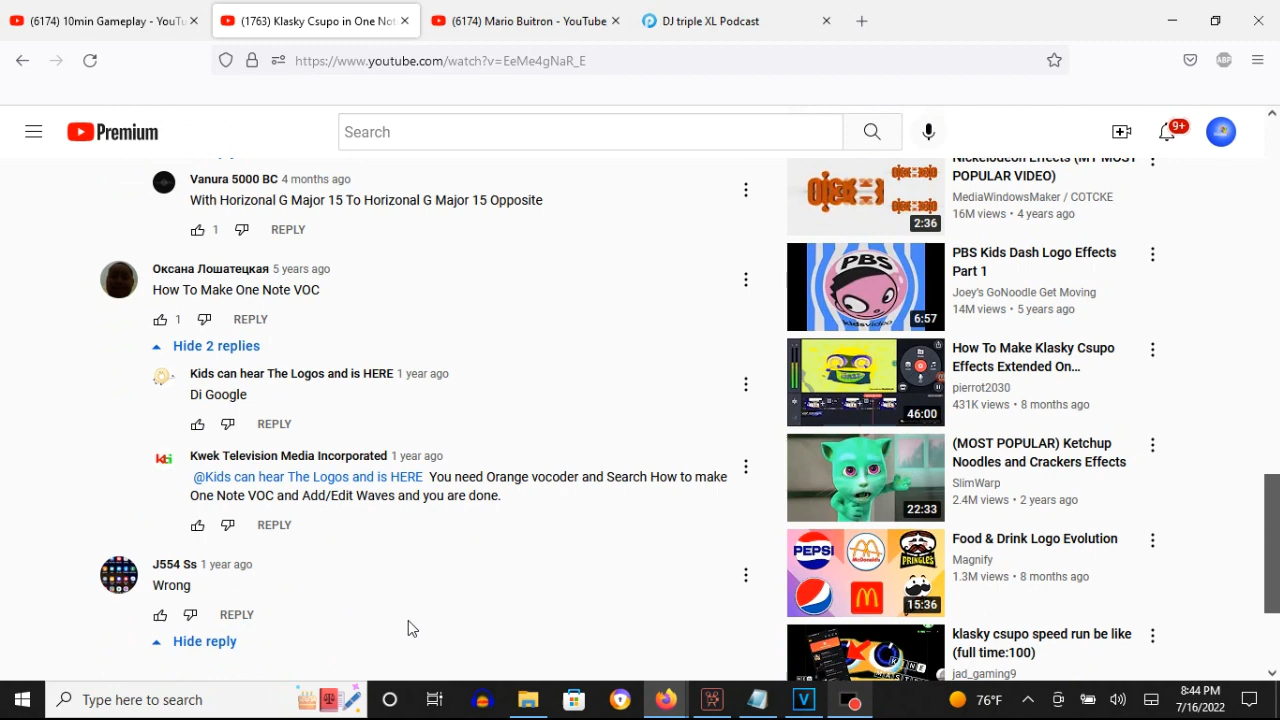 (6174) 10min Gameplay - YouTu
(1763) Klasky Csupo in One Not
(6174) Mario Buitron - YouTube
DJ triple XL Podcast
https://www.youtube.com/watch?v=EeMe4gNaR_E
ABP
Premium
Search
9+
Vanura 5000 BC 4 months ago
With Horizonal G Major 15 To Horizonal G Major 15 Opposite
1 REPLY
Оксана Лошатецкая 5 years ago
How To Make One Note VOC
1 REPLY
Hide 2 replies
Kids can hear The Logos and is HERE 1 year ago
Di Google
REPLY
kti Kwek Television Media Incorporated 1 year ago
@Kids can hear The Logos and is HERE You need Orange vocoder and Search How to make
One Note VOC and Add/Edit Waves and you are done.
REPLY
J554 Ss 1 year ago
Wrong
REPLY
Hide reply
Nickelodeon Effects (MY MOST
POPULAR VIDEO)
MediaWindowsMaker / COTCKE
16M views • 4 years ago
2:36
PBS
kidsvideo
6:57
PBS Kids Dash Logo Effects
Part 1
Joey's GoNoodle Get Moving
14M views • 5 years ago
46:00
How To Make Klasky Csupo
Effects Extended On...
pierrot2030
431K views • 8 months ago
22:33
(MOST POPULAR) Ketchup
Noodles and Crackers Effects
SlimWarp
2.4M views • 2 years ago
PEPSI
McDonald's
PRINGLES
15:36
Food & Drink Logo Evolution
Magnify
1.3M views • 8 months ago
klasky csupo speed run be like
(full time:100)
jad_gaming9
Type here to search
V
76°F
8:44 PM
7/16/2022